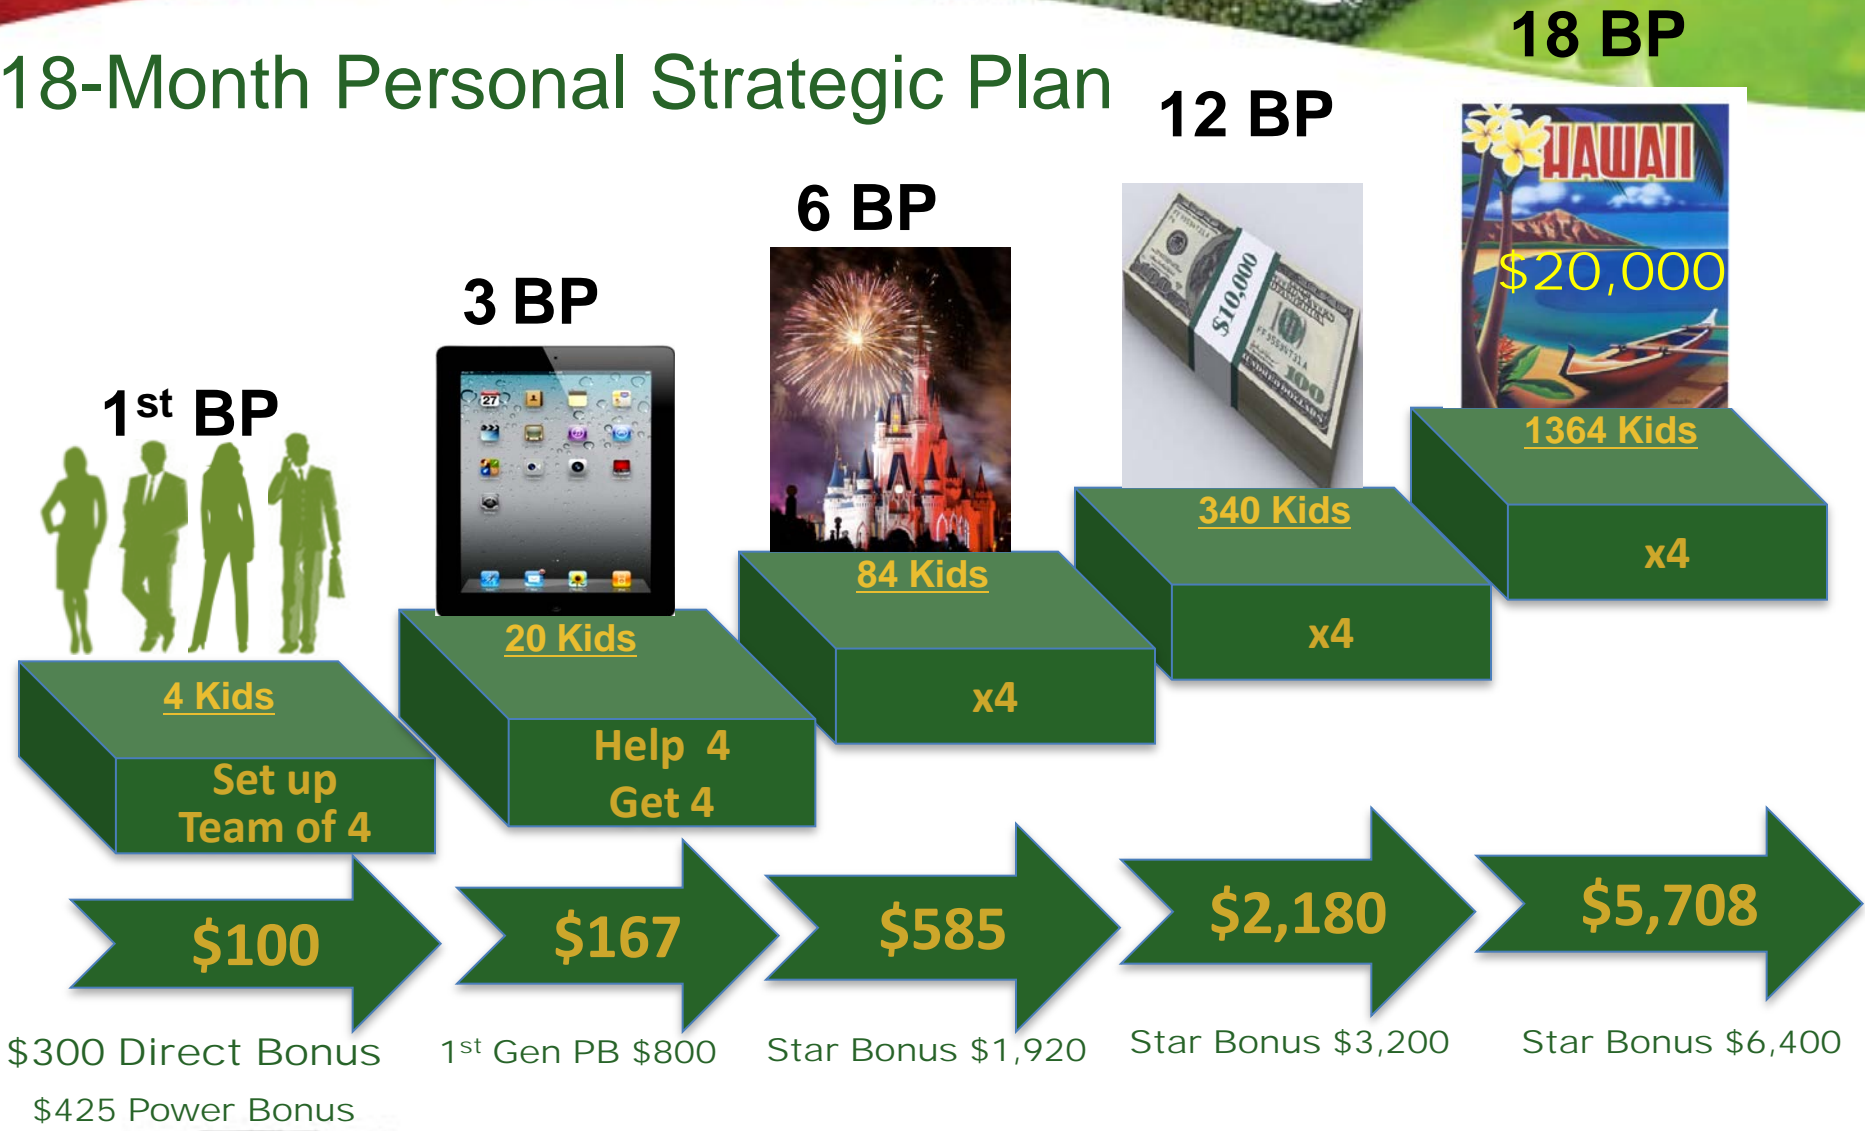 18-Month Personal Strategic Plan
1st BP
3 BP
6 BP
12 BP
18 BP
27
$10,000
100
HAWAII
$20,000
4 Kids
Set up
Team of 4
20 Kids
Help 4
Get 4
84 Kids
x4
340 Kids
x4
1364 Kids
x4
$100
$167
$585
$2,180
$5,708
$300 Direct Bonus
$425 Power Bonus
1st Gen PB $800
Star Bonus $1,920
Star Bonus $3,200
Star Bonus $6,400